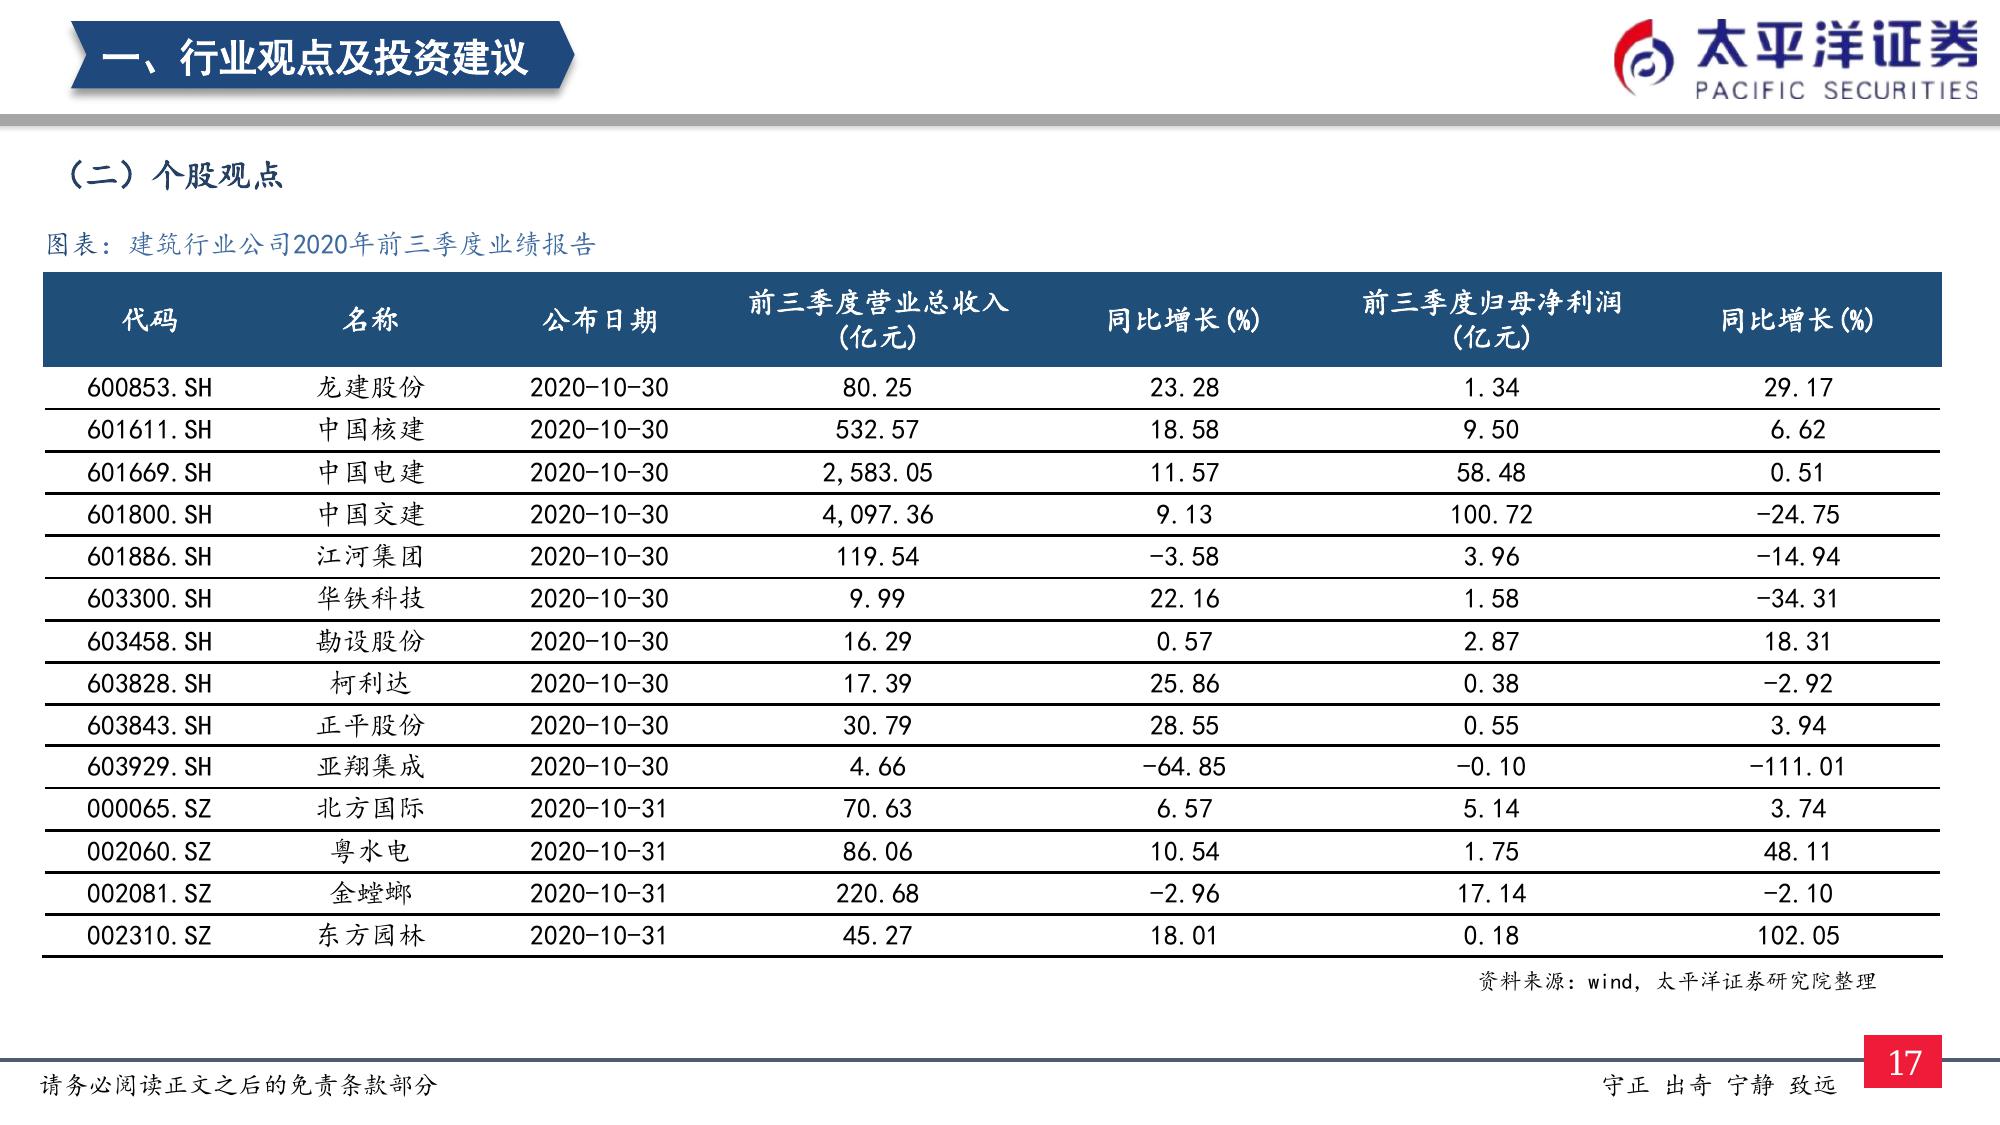 一、行业观点及投资建议
太平洋证券
PACIFIC SECURITIES
（二）个股观点
图表：建筑行业公司2020年前三季度业绩报告
代码 名称 公布日期 前三季度营业总收入(亿元) 同比增长(%) 前三季度归母净利润(亿元) 同比增长(%)
600853.SH 龙建股份 2020-10-30 80.25 23.28 1.34 29.17
601611.SH 中国核建 2020-10-30 532.57 18.58 9.50 6.62
601669.SH 中国电建 2020-10-30 2,583.05 11.57 58.48 0.51
601800.SH 中国交建 2020-10-30 4,097.36 9.13 100.72 -24.75
601886.SH 江河集团 2020-10-30 119.54 -3.58 3.96 -14.94
603300.SH 华铁科技 2020-10-30 9.99 22.16 1.58 -34.31
603458.SH 勘设股份 2020-10-30 16.29 0.57 2.87 18.31
603828.SH 柯利达 2020-10-30 17.39 25.86 0.38 -2.92
603843.SH 正平股份 2020-10-30 30.79 28.55 0.55 3.94
603929.SH 亚翔集成 2020-10-30 4.66 -64.85 -0.10 -111.01
000065.SZ 北方国际 2020-10-31 70.63 6.57 5.14 3.74
002060.SZ 粤水电 2020-10-31 86.06 10.54 1.75 48.11
002081.SZ 金螳螂 2020-10-31 220.68 -2.96 17.14 -2.10
002310.SZ 东方园林 2020-10-31 45.27 18.01 0.18 102.05
资料来源：wind，太平洋证券研究院整理
请务必阅读正文之后的免责条款部分
守正 出奇 宁静 致远
17